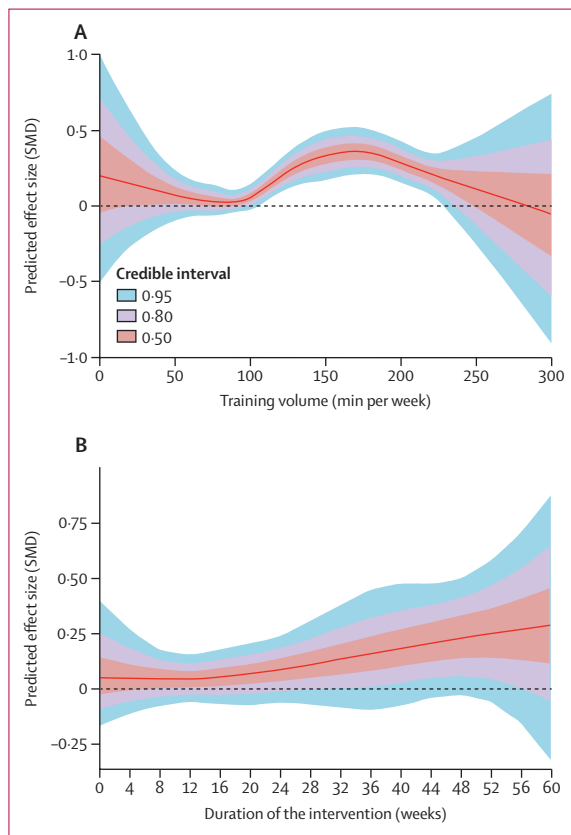 A
1·0
0·5
0
–0·5
–1·0
Predicted effect size (SMD)
Credible interval
0·95
0·80
0·50
0 50 100 150 200 250 300
Training volume (min per week)
B
0·75
0·50
0·25
0
–0·25
Predicted effect size (SMD)
0 4 8 12 16 20 24 28 32 36 40 44 48 52 56 60
Duration of the intervention (weeks)